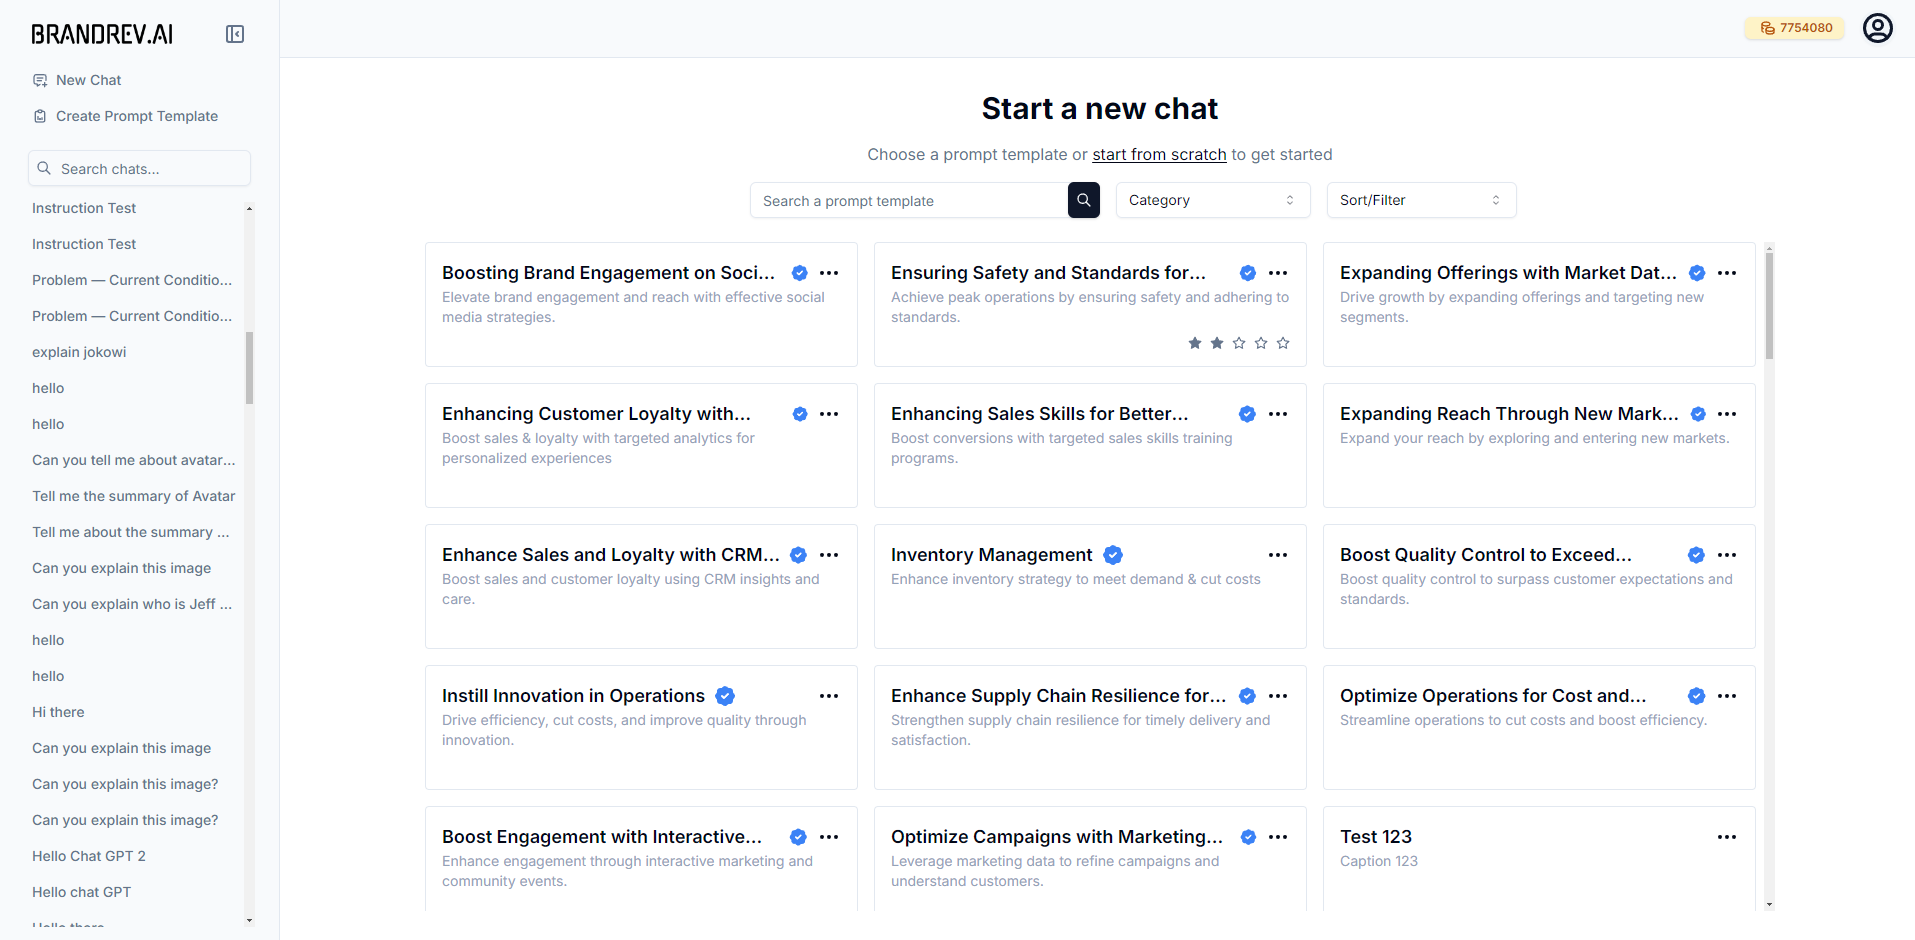 BRANDREV.AI
New Chat
Create Prompt Template
Search chats...
Instruction Test
Instruction Test
Problem — Current Conditio...
Problem — Current Conditio...
explain jokowi
hello
hello
Can you tell me about avatar...
Tell me the summary of Avatar
Tell me about the summary ...
Can you explain this image
Can you explain who is Jeff ...
hello
hello
Hi there
Can you explain this image
Can you explain this image?
Can you explain this image?
Hello Chat GPT 2
Hello chat GPT
Hello there
7754080
Start a new chat
Choose a prompt template or start from scratch to get started
Search a prompt template
Category
Sort/Filter
Boosting Brand Engagement on Soci...
Elevate brand engagement and reach with effective social
media strategies.
Ensuring Safety and Standards for...
Achieve peak operations by ensuring safety and adhering to
standards.
Expanding Offerings with Market Dat...
Drive growth by expanding offerings and targeting new
segments.
Enhancing Customer Loyalty with...
Boost sales & loyalty with targeted analytics for
personalized experiences
Enhancing Sales Skills for Better...
Boost conversions with targeted sales skills training
programs.
Expanding Reach Through New Mark...
Expand your reach by exploring and entering new markets.
Enhance Sales and Loyalty with CRM...
Boost sales and customer loyalty using CRM insights and
care.
Inventory Management
Enhance inventory strategy to meet demand & cut costs
Boost Quality Control to Exceed...
Boost quality control to surpass customer expectations and
standards.
Instill Innovation in Operations
Drive efficiency, cut costs, and improve quality through
innovation.
Enhance Supply Chain Resilience for...
Strengthen supply chain resilience for timely delivery and
satisfaction.
Optimize Operations for Cost and...
Streamline operations to cut costs and boost efficiency.
Boost Engagement with Interactive...
Enhance engagement through interactive marketing and
community events.
Optimize Campaigns with Marketing...
Leverage marketing data to refine campaigns and
understand customers.
Test 123
Caption 123